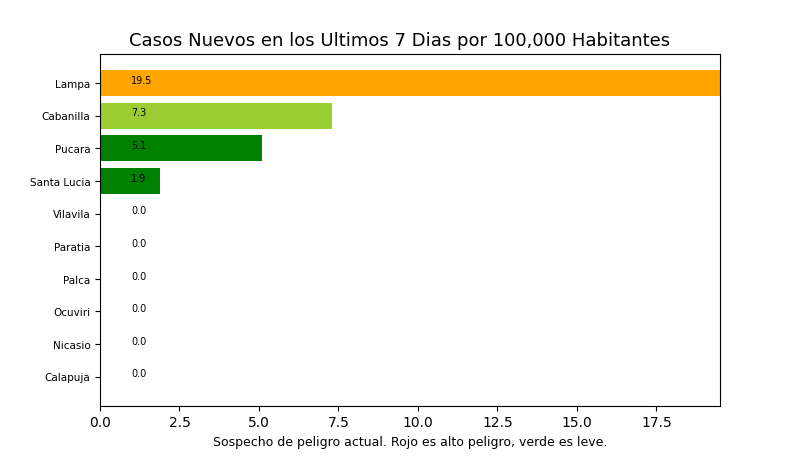 Casos Nuevos en los Ultimos 7 Dias por 100,000 Habitantes
Lampa 19.5
Cabanilla 7.3
Pucara 5.1
Santa Lucia 1.9
Vilavila 0.0
Paratia 0.0
Palca 0.0
Ocuviri 0.0
Nicasio 0.0
Calapuja 0.0
0.0 2.5 5.0 7.5 10.0 12.5 15.0 17.5
Sospecho de peligro actual. Rojo es alto peligro, verde es leve.